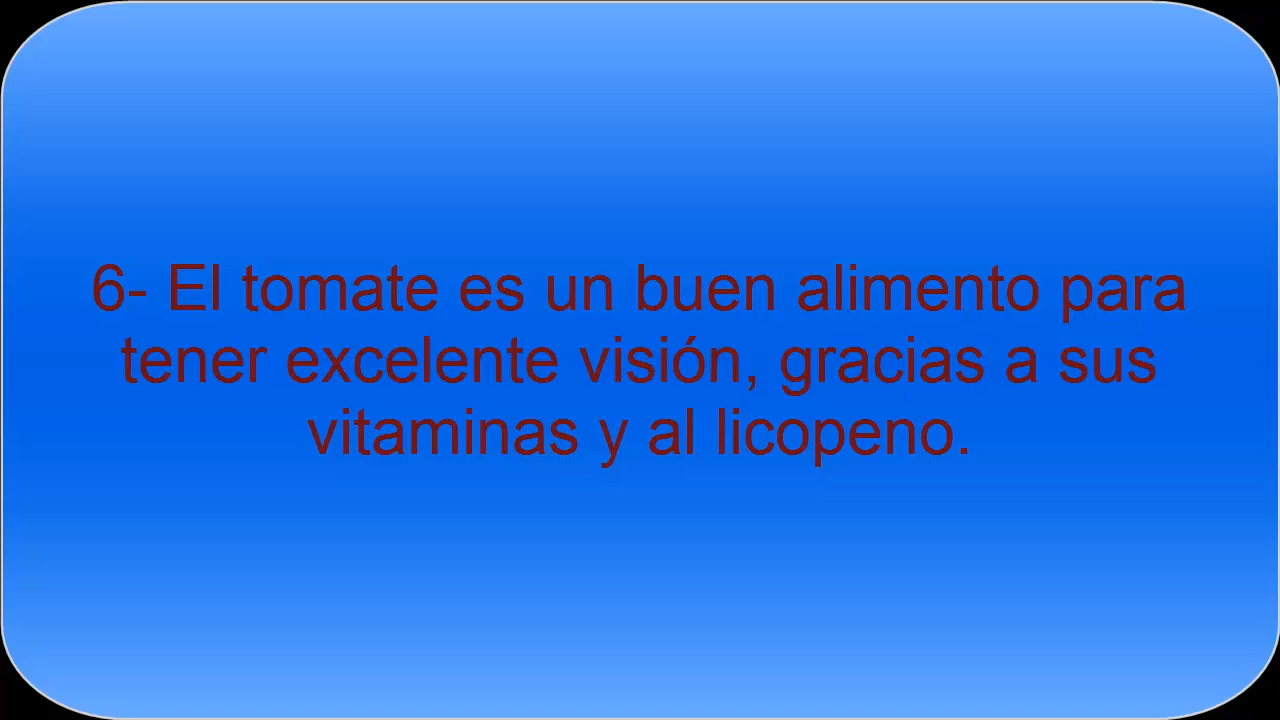 6- El tomate es un buen alimento para
tener excelente visión, gracias a sus
vitaminas y al licopeno.